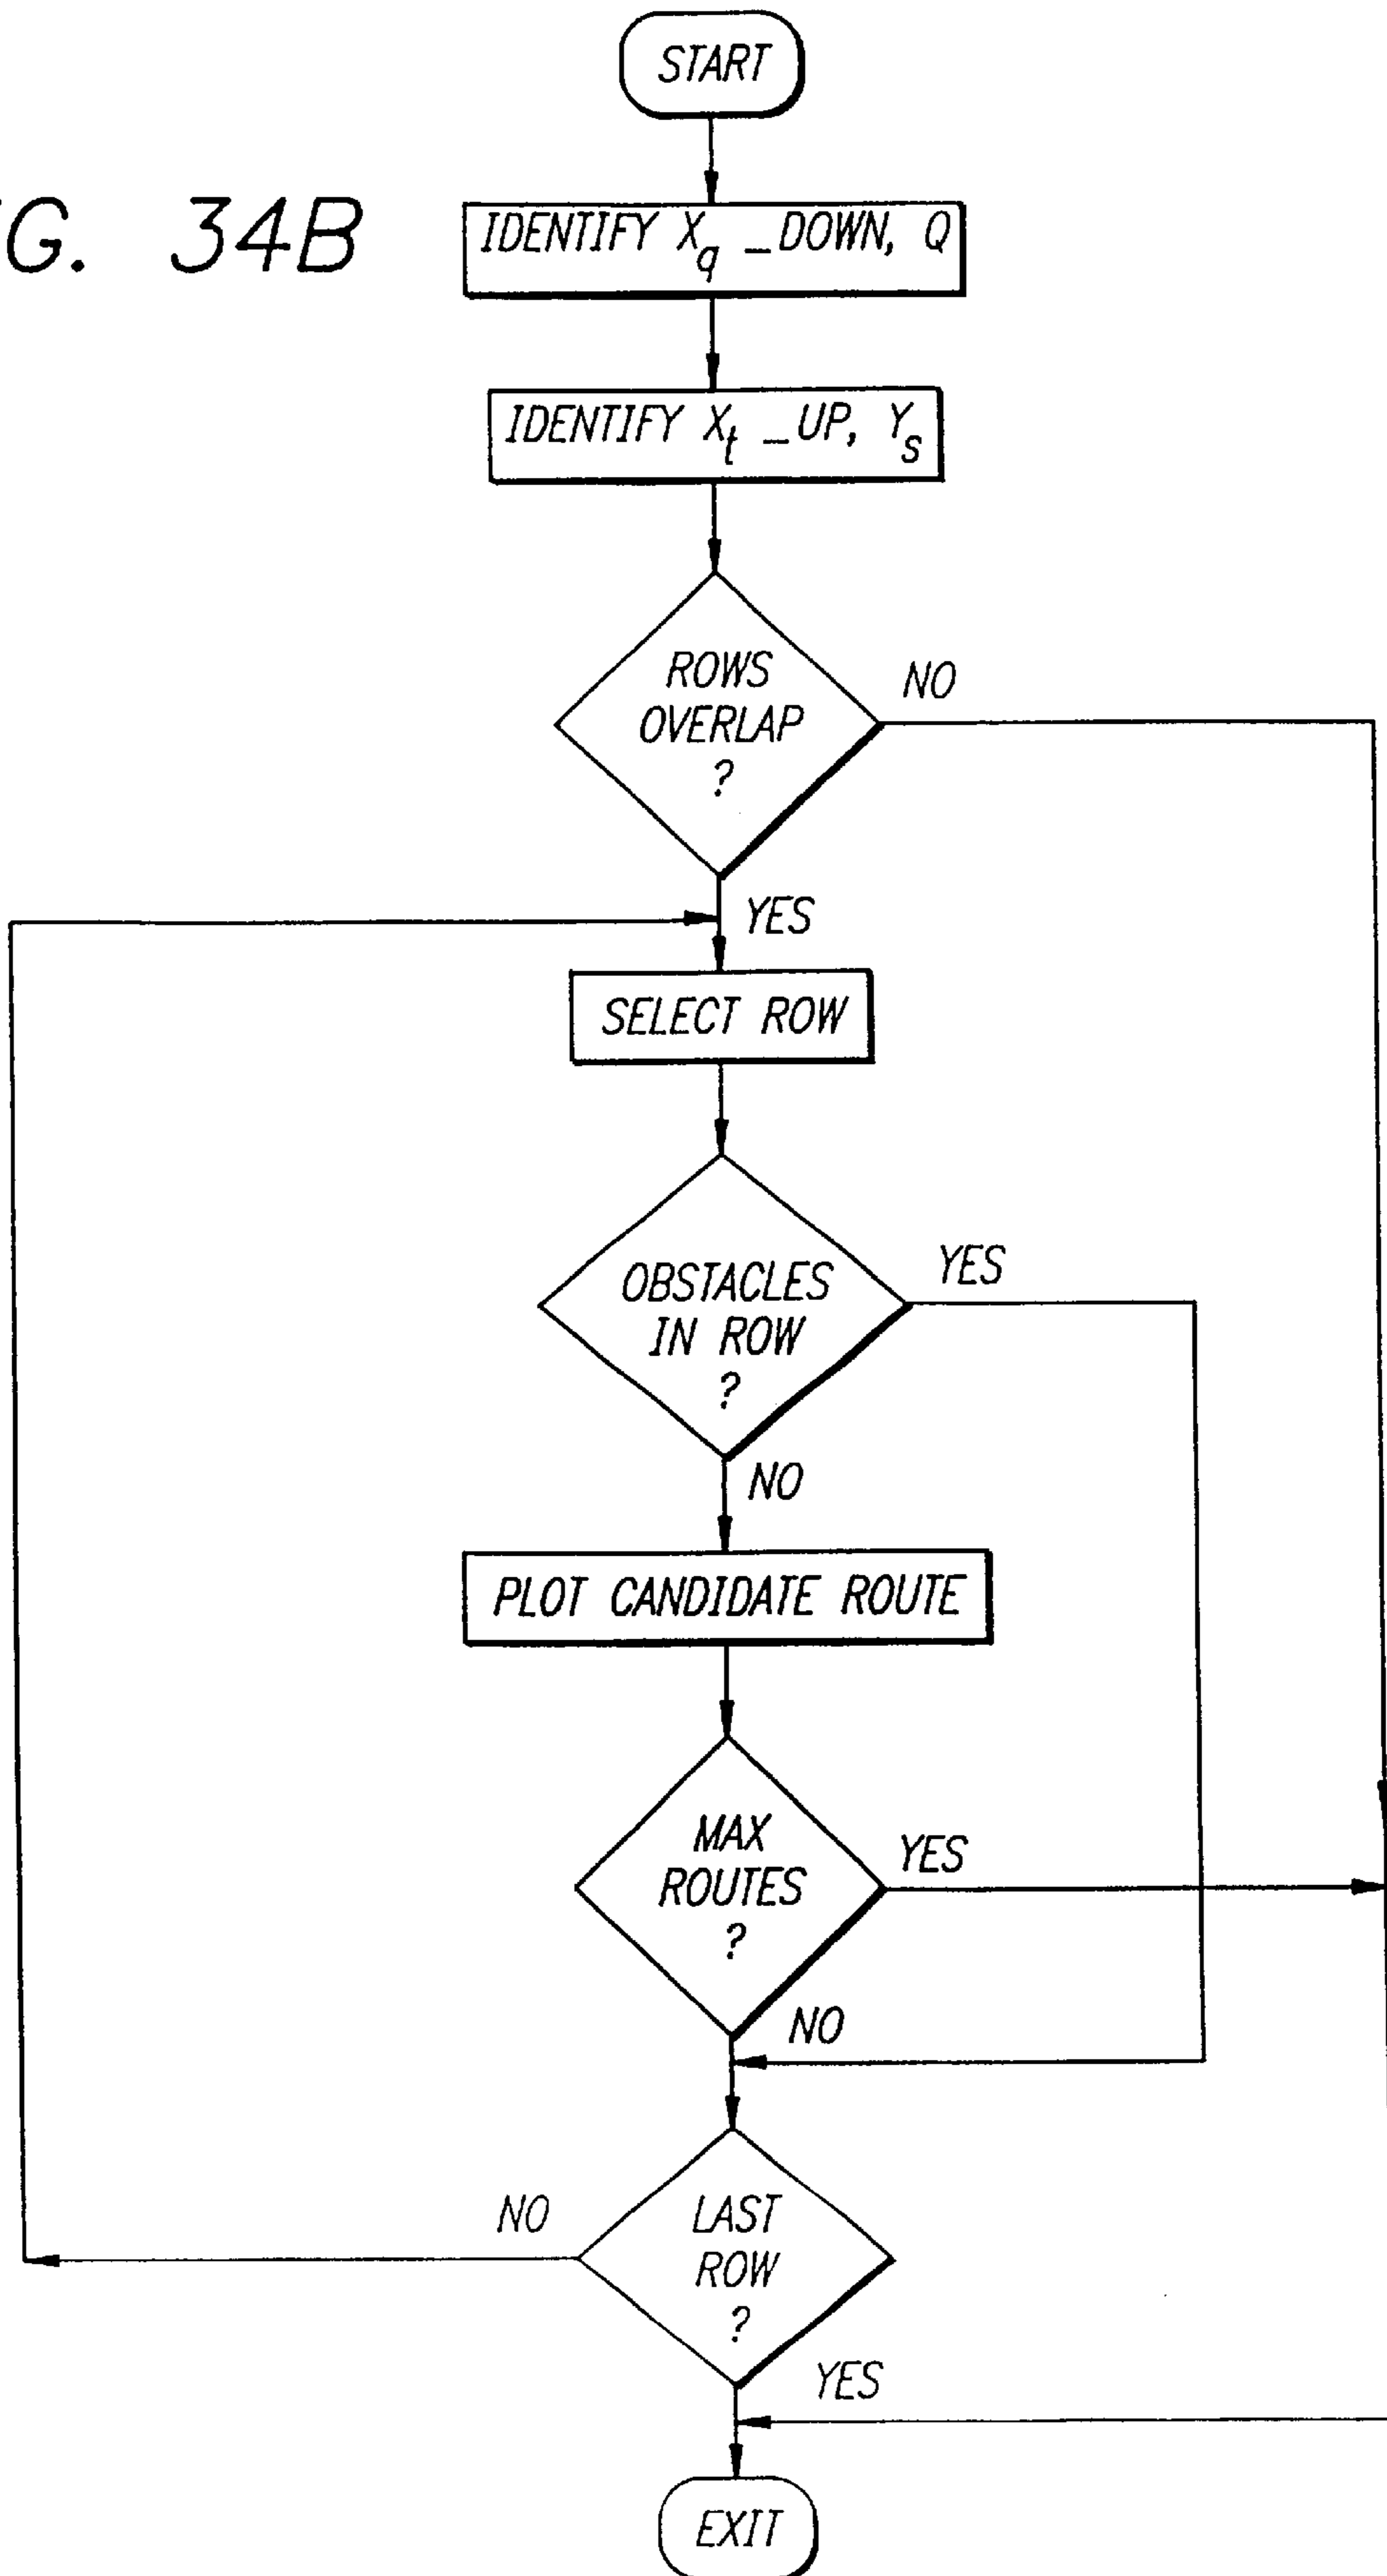 START
G. 34B
IDENTIFY Xq _DOWN, Q
IDENTIFY Xt _UP, Ys
ROWS
OVERLAP
?
NO
YES
SELECT ROW
OBSTACLES
IN ROW
?
YES
NO
PLOT CANDIDATE ROUTE
MAX
ROUTES
?
YES
NO
LAST
ROW
?
NO
YES
EXIT